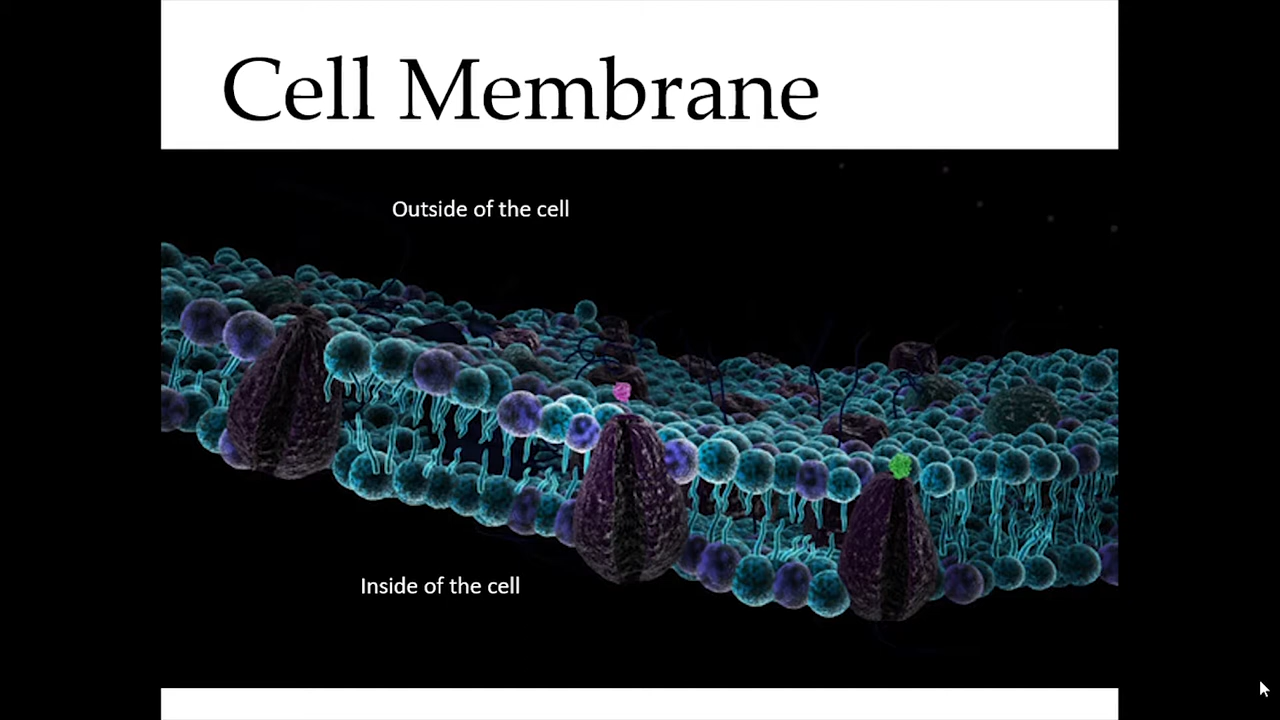 Cell Membrane
Outside of the cell
Inside of the cell